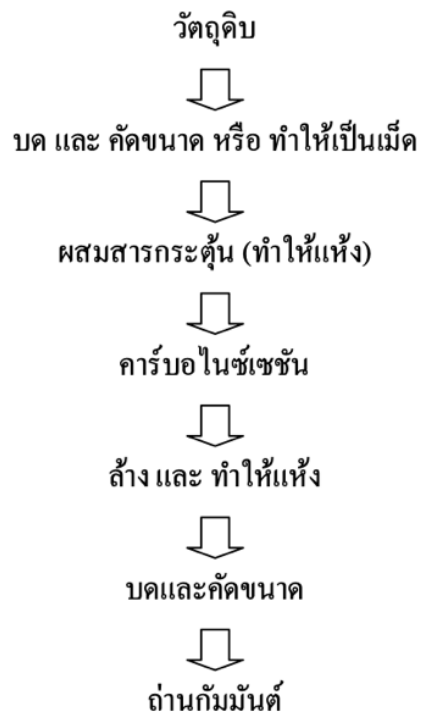 วัตถุดิบ
บด และ คัดขนาด หรือ ทำให้เป็นเม็ด
ผสมสารกระตุ้น (ทำให้แห้ง)
คาร์บอไนซ์เซชัน
ล้าง และ ทำให้แห้ง
บดและคัดขนาด
ถ่านกัมมันต์